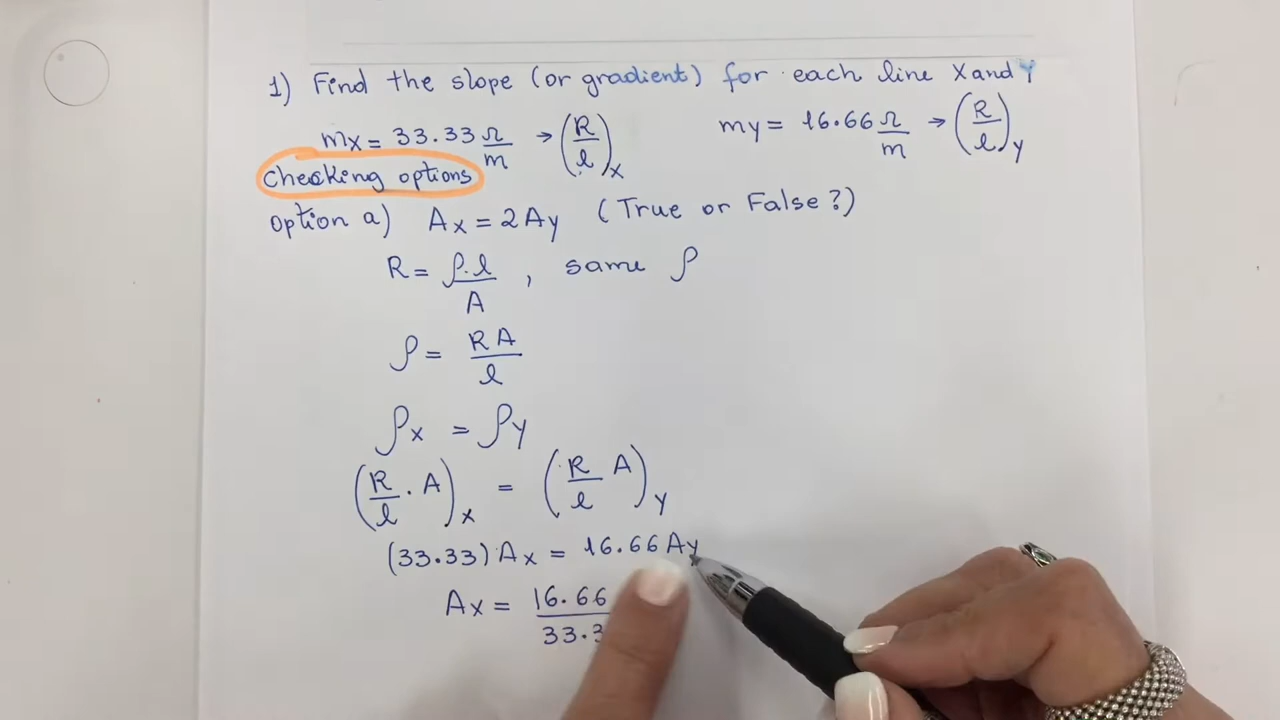 1) Find the slope (or gradient) for each line X and Y
mx = 33.33 Ω/m → (R/l)x my = 16.66 Ω/m → (R/l)Y
Checking options
Option a) Ax = 2Ay (True or False?)
R = ρ.l/A , same ρ
ρ = RA/l
ρx = ρy
(R/l . A)x = (R/l A)y
(33.33) Ax = 16.66 Ay
Ax = 16.66/33.3